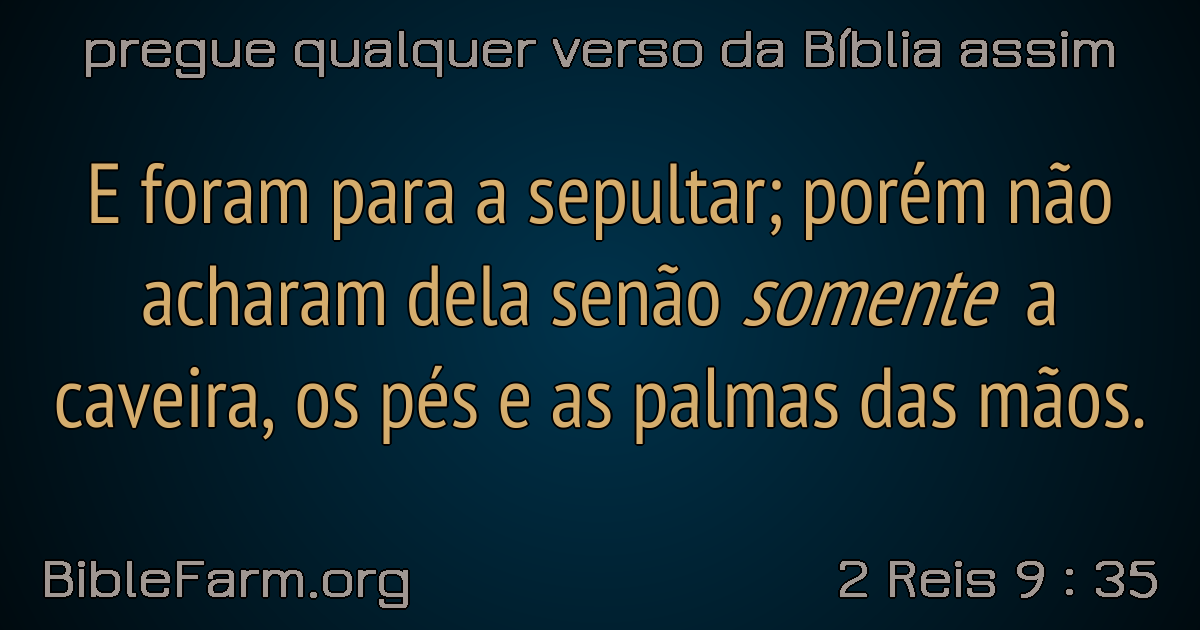 pregue qualquer verso da Bíblia assim
E foram para a sepultar; porém não
acharam dela senão somente a
caveira, os pés e as palmas das mãos.
BibleFarm.org
2 Reis 9 : 35